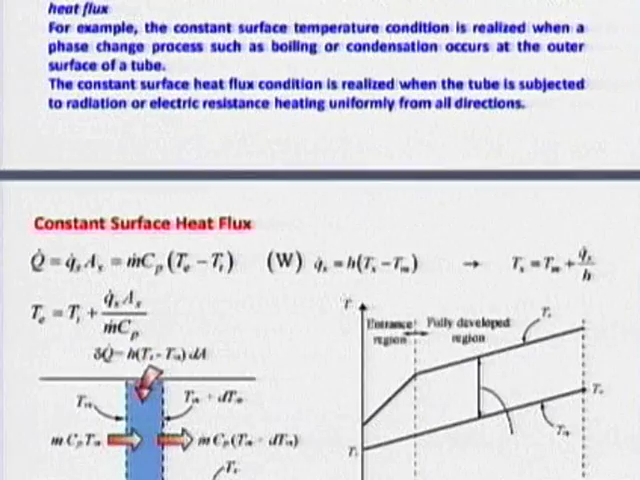 heat flux
For example, the constant surface temperature condition is realized when a
phase change process such as boiling or condensation occurs at the outer
surface of a tube.
The constant surface heat flux condition is realized when the tube is subjected
to radiation or electric resistance heating uniformly from all directions.
Constant Surface Heat Flux
Q̇ = q̇ₛAₛ = ṁCₚ(Tₑ − Tᵢ) (W) q̇ₛ = h(Tₛ − Tₘ) → Tₛ = Tₘ + q̇ₛ/h
Tₑ = Tᵢ + q̇ₛAₛ/ṁCₚ
δQ̇ = h(Tₛ − Tₘ) dA
T
Entrance region
Fully developed region
Tₛ
Tₘ
Tₘ + dTₘ
Tₑ
ṁ CₚTₘ
ṁ Cₚ(Tₘ + dTₘ)
Tₘ
Tᵢ
Tₛ